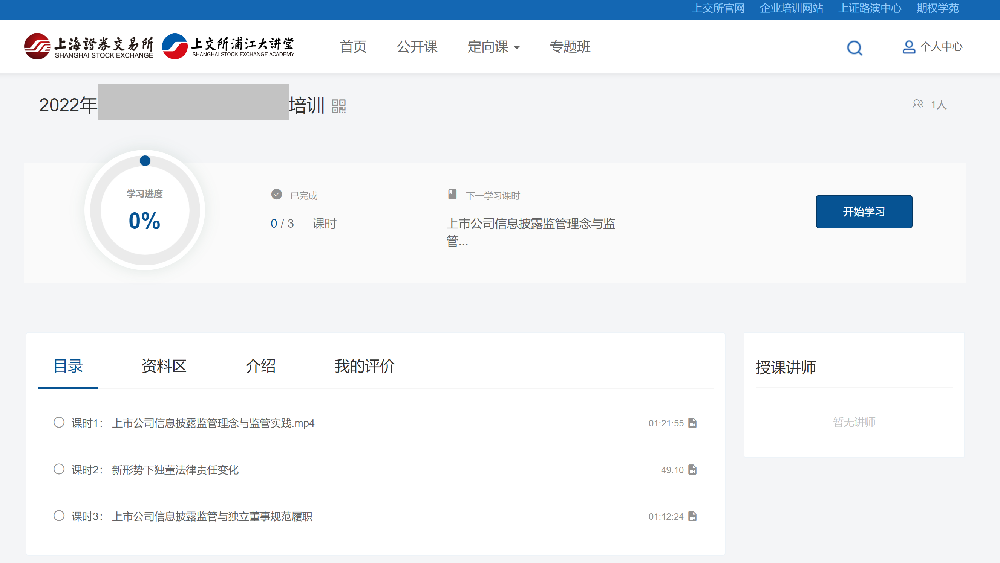 上交所官网 企业培训网站 上证路演中心 期权学苑
上海證券交易所 上交所浦江大讲堂 首页 公开课 定向课 专题班 个人中心
SHANGHAI STOCK EXCHANGE SHANGHAI STOCK EXCHANGE ACADEMY
2022年 培训 1人
学习进度
0%
已完成
0 / 3 课时
下一学习课时
上市公司信息披露监管理念与监
管...
开始学习
目录 资料区 介绍 我的评价
课时1： 上市公司信息披露监管理念与监管实践.mp4 01:21:55
课时2： 新形势下独董法律责任变化 49:10
课时3： 上市公司信息披露监管与独立董事规范履职 01:12:24
授课讲师
暂无讲师